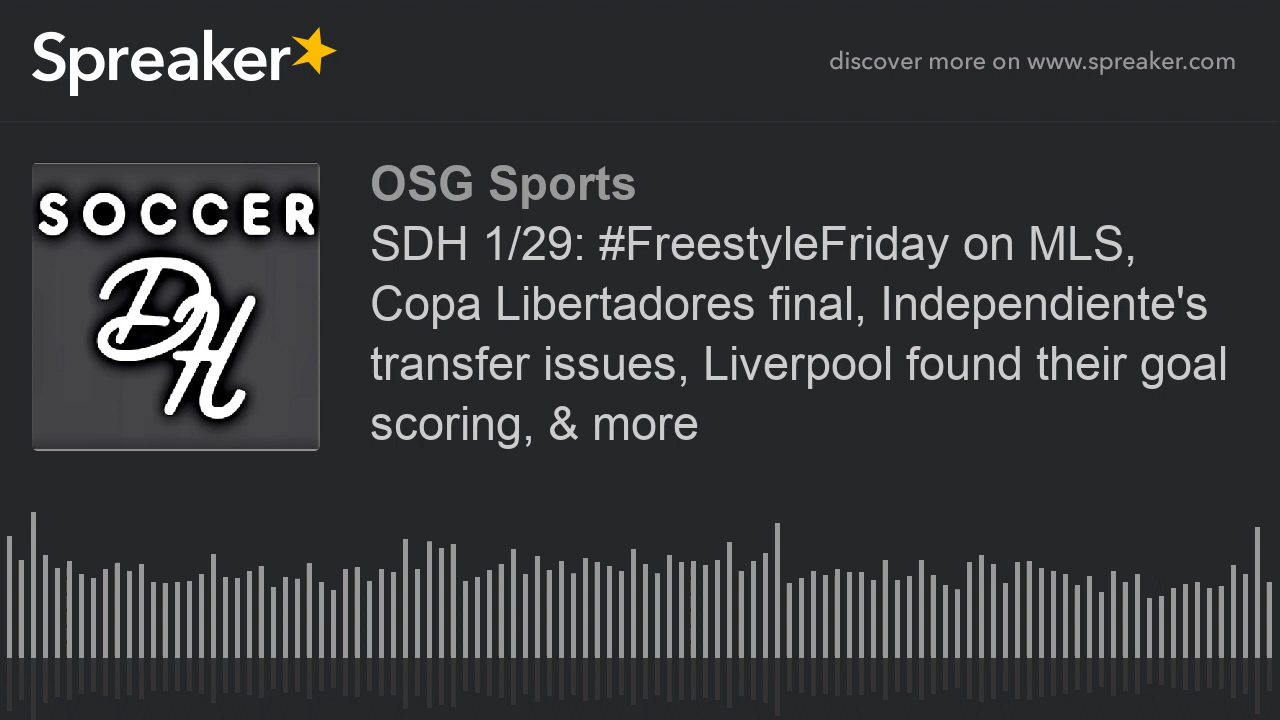 Spreaker
discover more on www.spreaker.com
SOCCER
DH
OSG Sports
SDH 1/29: #FreestyleFriday on MLS,
Copa Libertadores final, Independiente's
transfer issues, Liverpool found their goal
scoring, & more